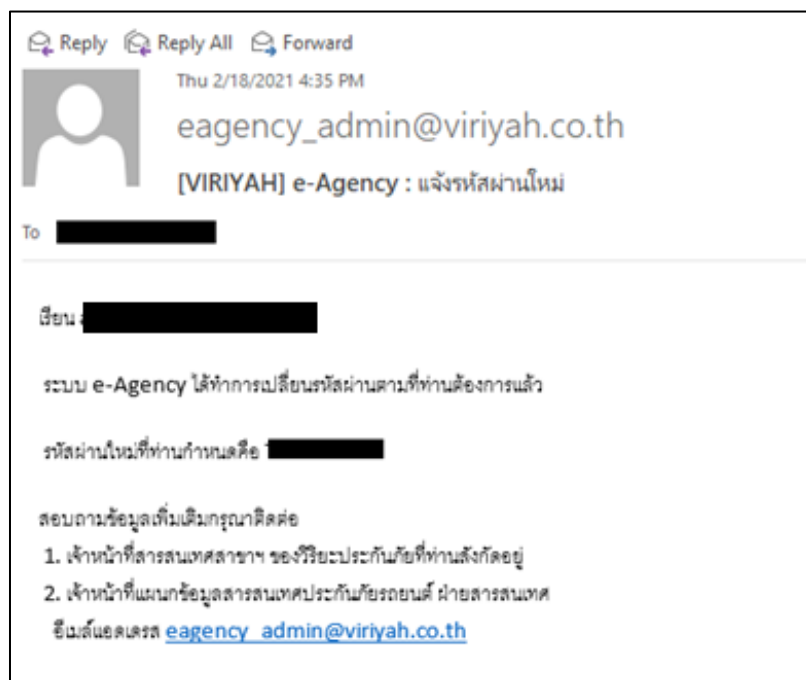 Reply Reply All Forward
Thu 2/18/2021 4:35 PM
eagency_admin@viriyah.co.th
[VIRIYAH] e-Agency : แจ้งรหัสผ่านใหม่
To
เรียน
ระบบ e-Agency ได้ทำการเปลี่ยนรหัสผ่านตามที่ท่านต้องการแล้ว
รหัสผ่านใหม่ที่ท่านกำหนดคือ
สอบถามข้อมูลเพิ่มเติมกรุณาติดต่อ
1. เจ้าหน้าที่สารสนเทศสาขาฯ ของวิริยะประกันภัยที่ท่านสังกัดอยู่
2. เจ้าหน้าที่แผนกข้อมูลสารสนเทศประกันภัยรถยนต์ ฝ่ายสารสนเทศ
อีเมล์แอดเดรส eagency_admin@viriyah.co.th